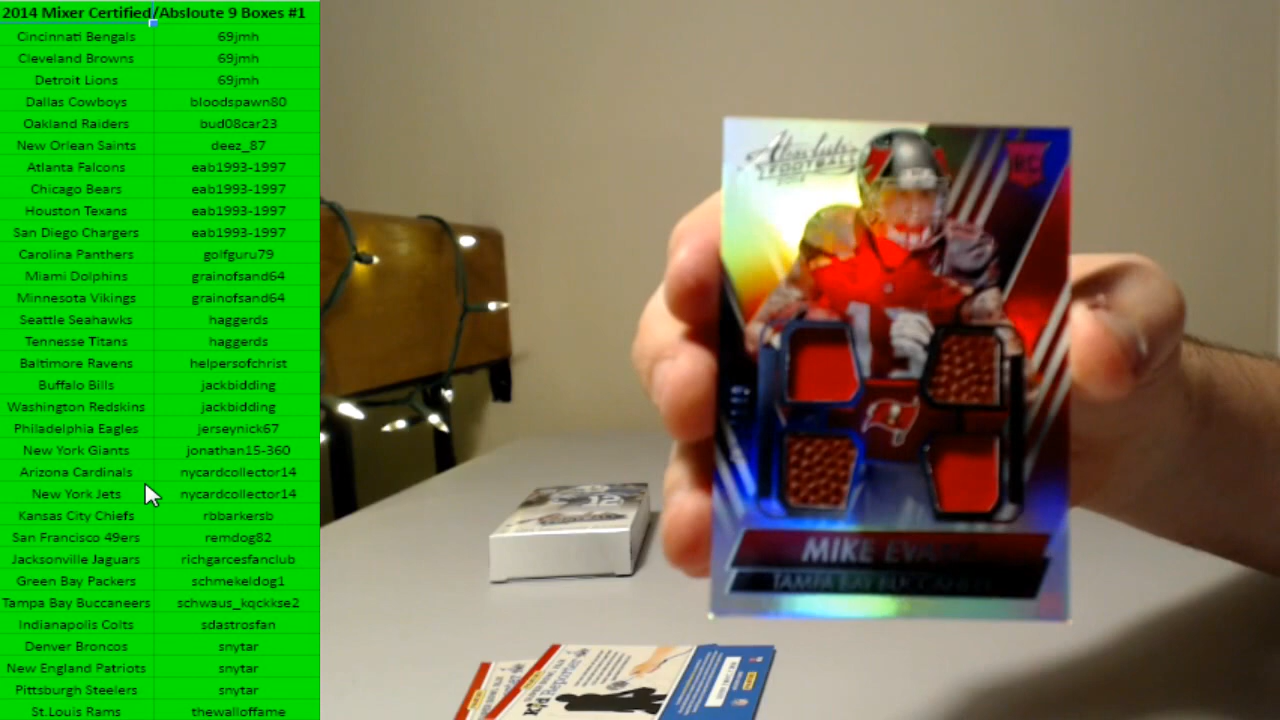 2014 Mixer Certified/Absloute 9 Boxes #1
Cincinnati Bengals 69jmh
Cleveland Browns 69jmh
Detroit Lions 69jmh
Dallas Cowboys bloodspawn80
Oakland Raiders bud08car23
New Orlean Saints deez_87
Atlanta Falcons eab1993-1997
Chicago Bears eab1993-1997
Houston Texans eab1993-1997
San Diego Chargers eab1993-1997
Carolina Panthers golfguru79
Miami Dolphins grainofsand64
Minnesota Vikings grainofsand64
Seattle Seahawks haggerds
Tennesse Titans haggerds
Baltimore Ravens helpersofchrist
Buffalo Bills jackbidding
Washington Redskins jackbidding
Philadelphia Eagles jerseynick67
New York Giants jonathan15-360
Arizona Cardinals nycardcollector14
New York Jets nycardcollector14
Kansas City Chiefs rbbarkersb
San Francisco 49ers remdog82
Jacksonville Jaguars richgarcesfanclub
Green Bay Packers schmekeldog1
Tampa Bay Buccaneers schwaus_kqckkse2
Indianapolis Colts sdastrosfan
Denver Broncos snytar
New England Patriots snytar
Pittsburgh Steelers snytar
St.Louis Rams thewalloffame
Absolute
FOOTBALL
RC
MIKE EVANS
TAMPA BAY BUCCANEERS
12